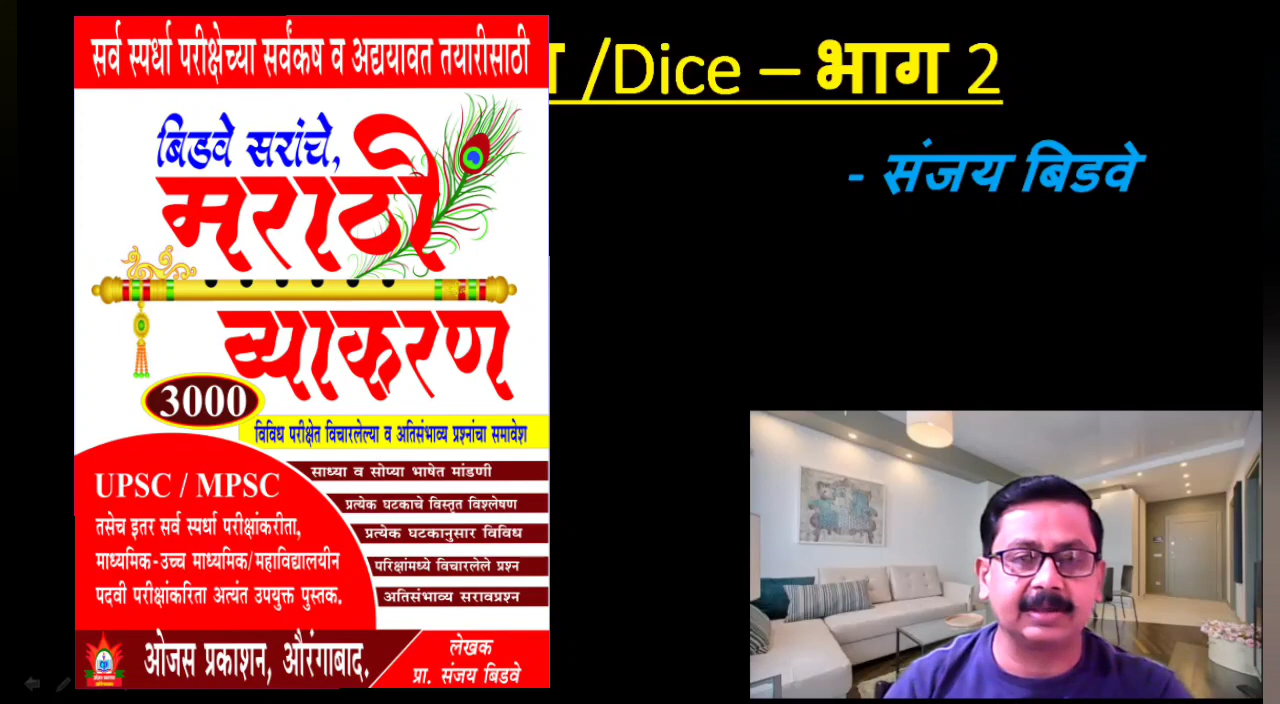 सर्व स्पर्धा परीक्षेच्या सर्वंकष व अद्ययावत तयारीसाठी
बिडवे सरांचे,
मराठी
व्याकरण
3000
विविध परीक्षेत विचारलेल्या व अतिसंभाव्य प्रश्नांचा समावेश
साध्या व सोप्या भाषेत मांडणी
प्रत्येक घटकाचे विस्तृत विश्लेषण
प्रत्येक घटकानुसार विविध
परिक्षांमध्ये विचारलेले प्रश्न
अतिसंभाव्य सरावप्रश्न
UPSC / MPSC
तसेच इतर सर्व स्पर्धा परीक्षांकरीता,
माध्यमिक-उच्च माध्यमिक/महाविद्यालयीन
पदवी परीक्षांकरिता अत्यंत उपयुक्त पुस्तक.
ओजस प्रकाशन, औरंगाबाद.
लेखक
प्रा. संजय बिडवे
/Dice – भाग 2
- संजय बिडवे